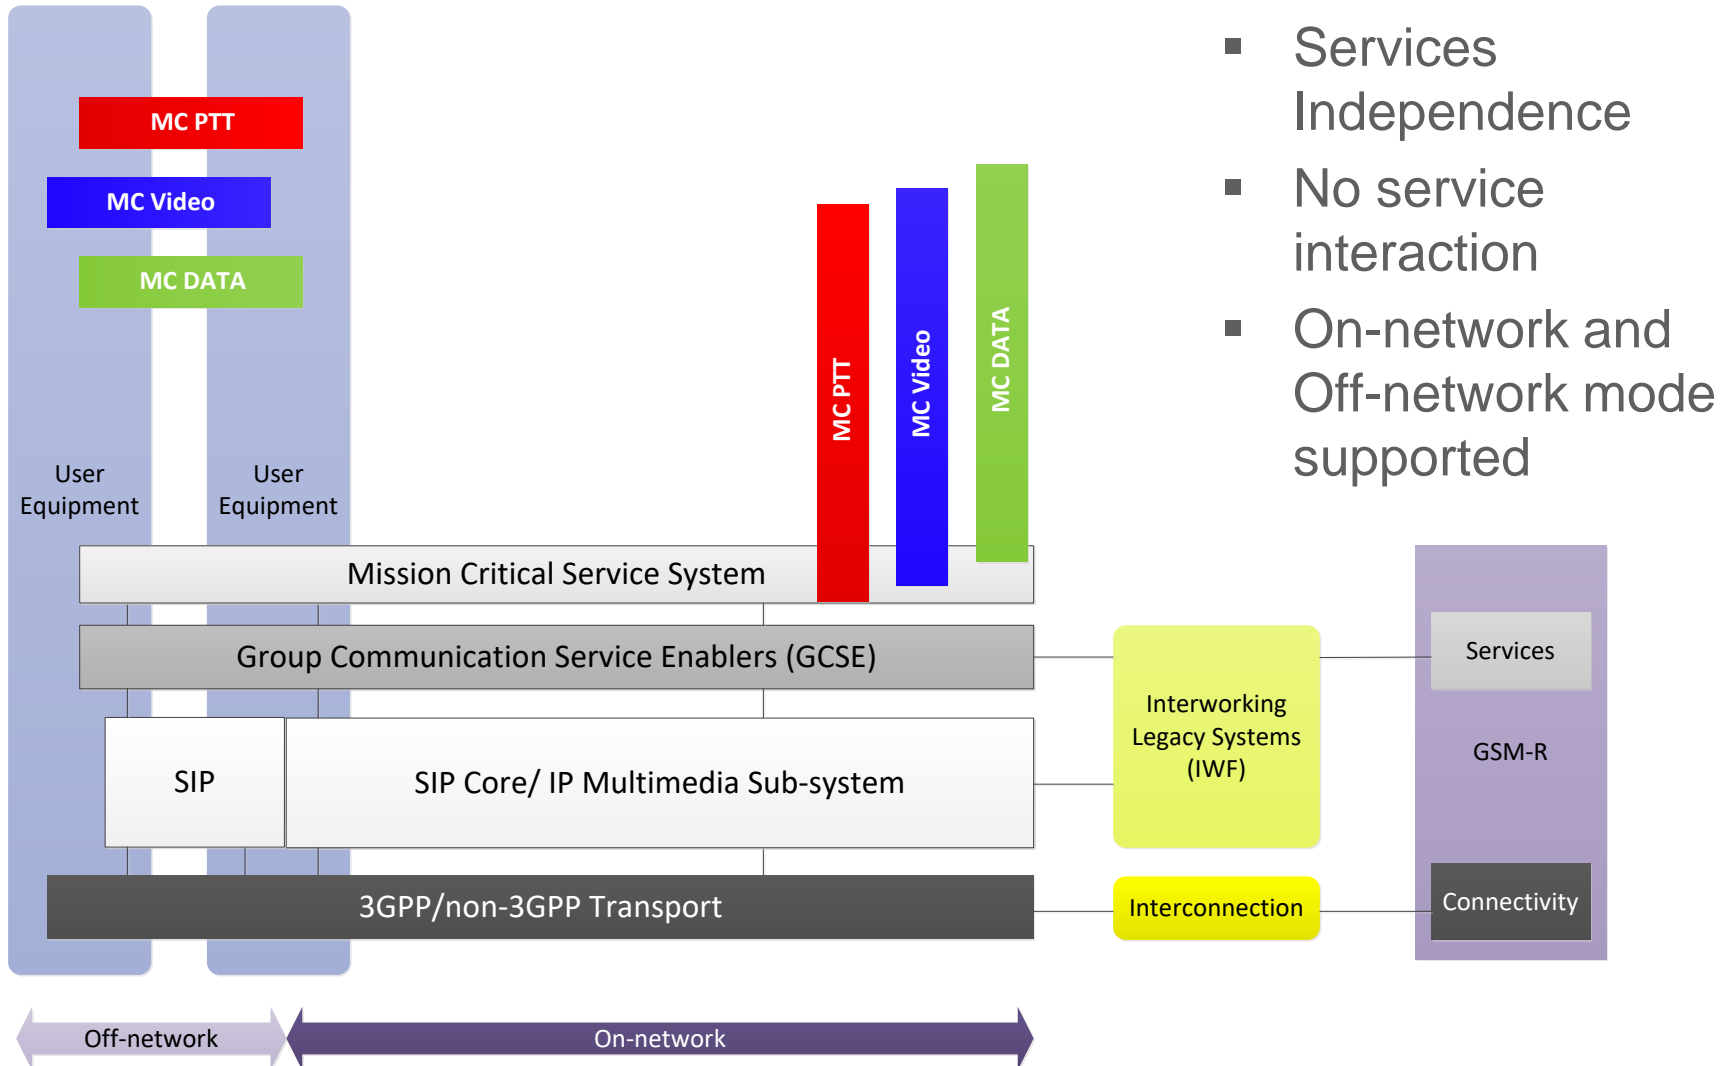 MC PTT
MC Video
MC DATA
User
Equipment
User
Equipment
MC PTT
MC Video
MC DATA
▪ Services
Independence
▪ No service
interaction
▪ On-network and
Off-network mode
supported
Mission Critical Service System
Group Communication Service Enablers (GCSE)
SIP
SIP Core/ IP Multimedia Sub-system
3GPP/non-3GPP Transport
Interworking
Legacy Systems
(IWF)
Interconnection
Services
GSM-R
Connectivity
Off-network
On-network